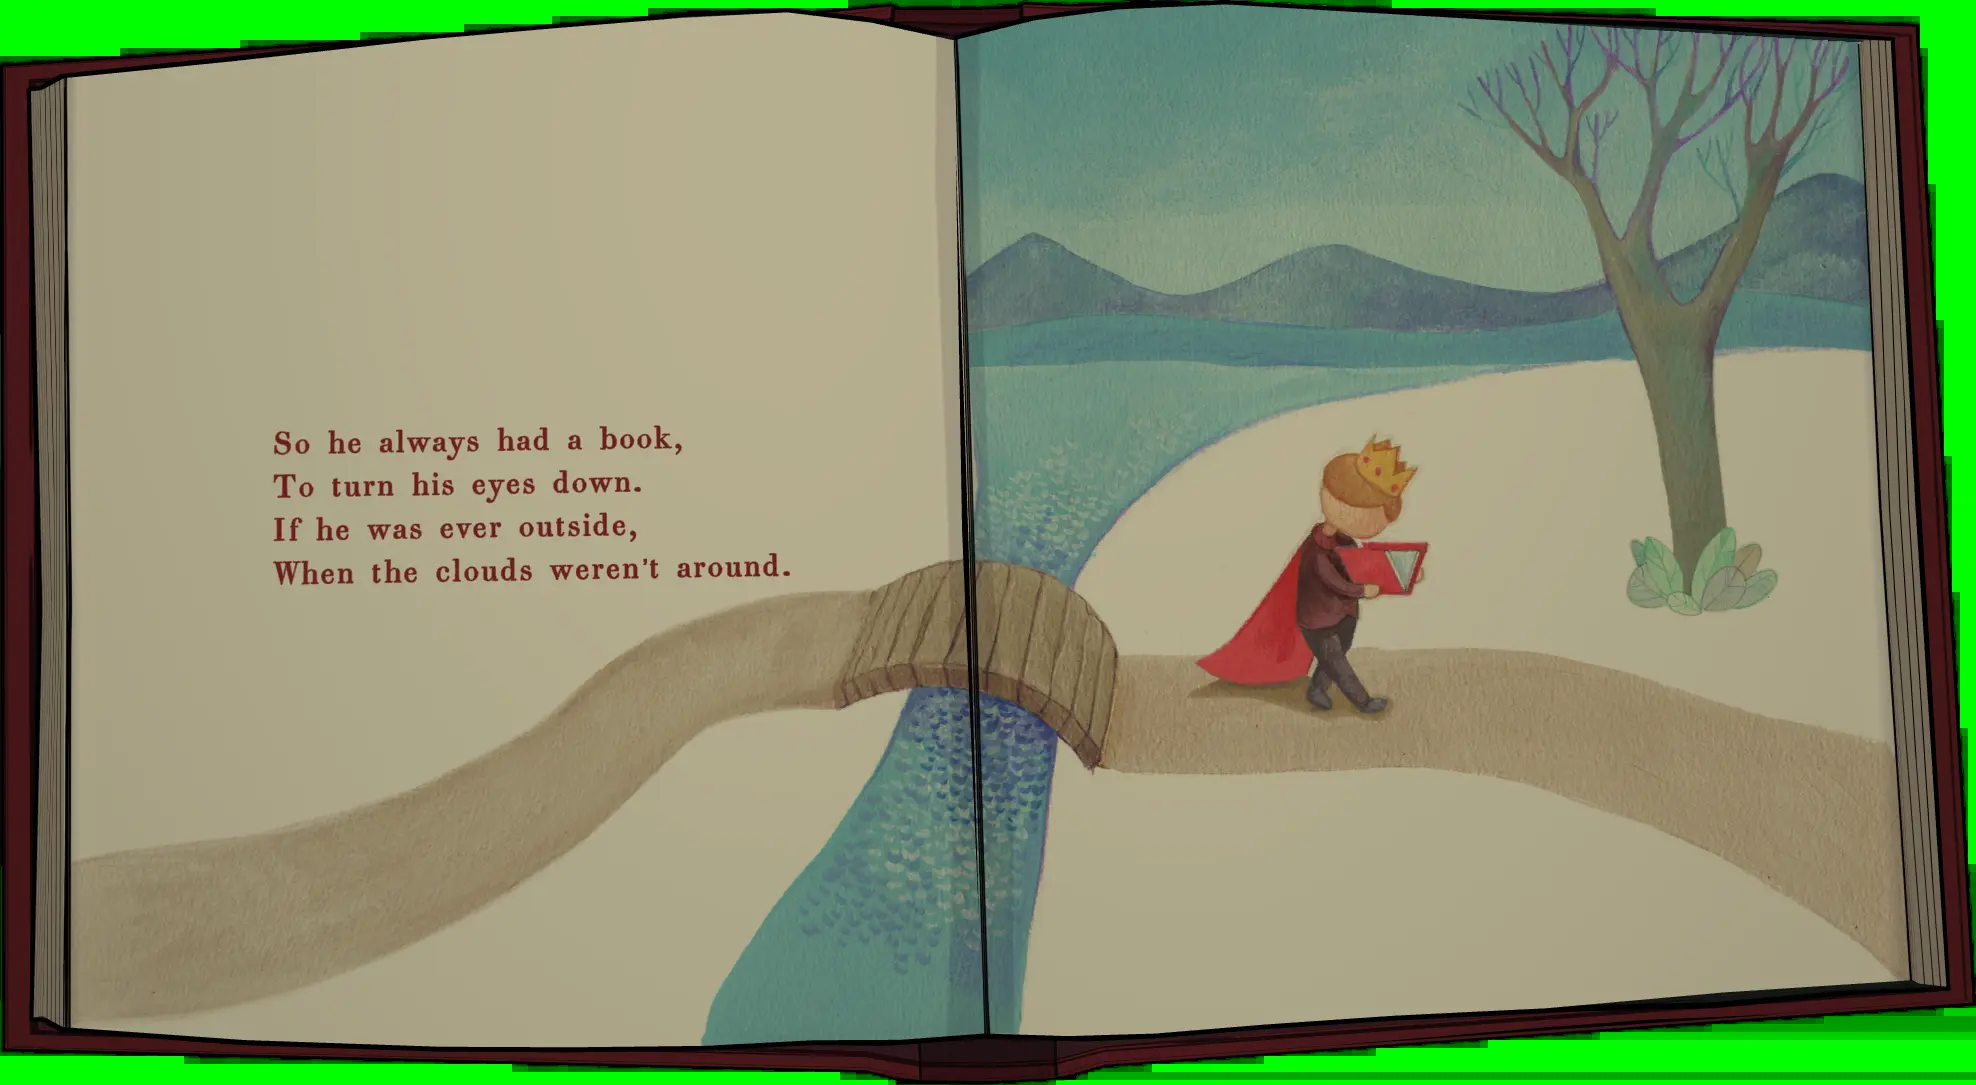 So he always had a book,
To turn his eyes down.
If he was ever outside,
When the clouds weren't around.